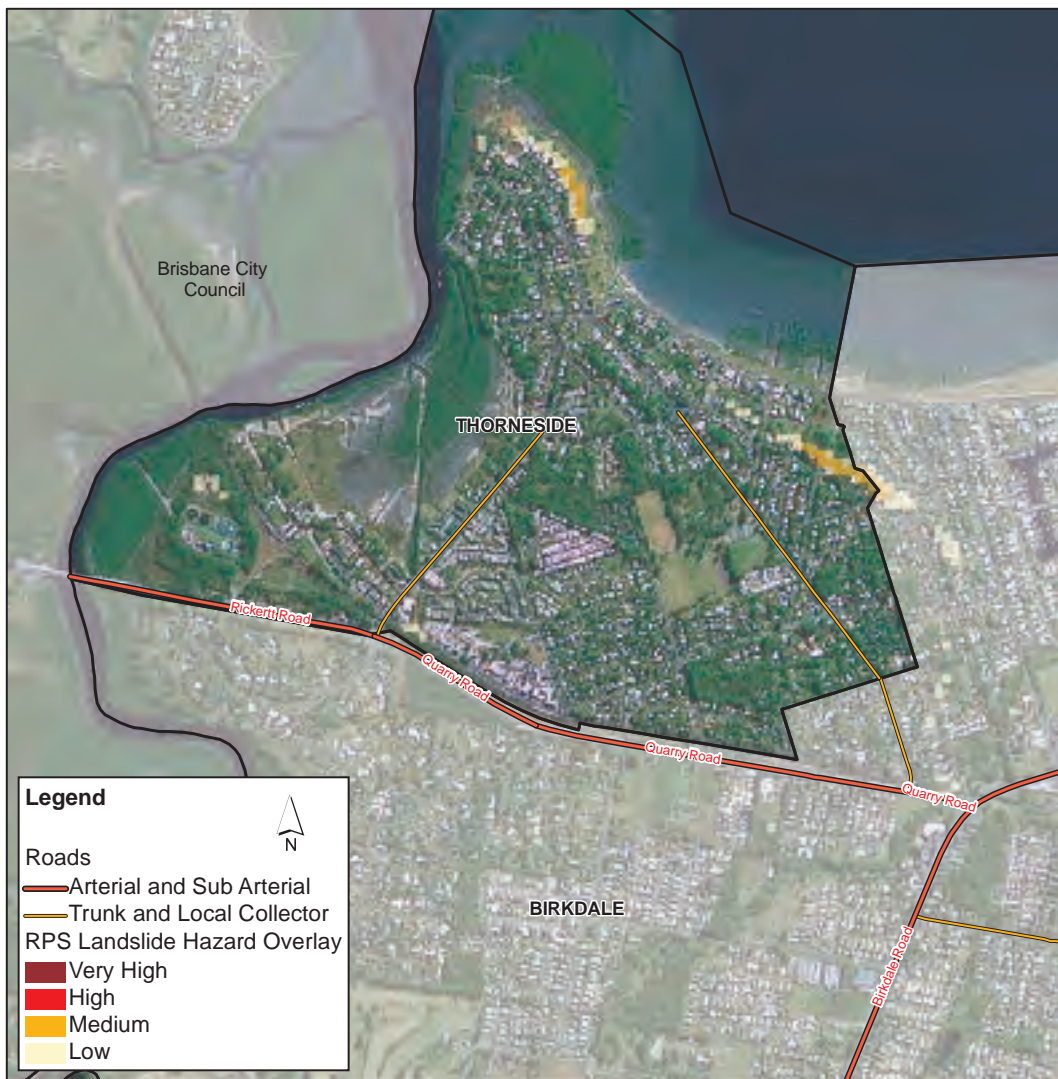 Brisbane City
Council
THORNESIDE
Rickertt Road
Quarry Road
Quarry Road
Quarry Road
BIRKDALE
Birkdale Road
Legend
N
Roads
Arterial and Sub Arterial
Trunk and Local Collector
RPS Landslide Hazard Overlay
Very High
High
Medium
Low